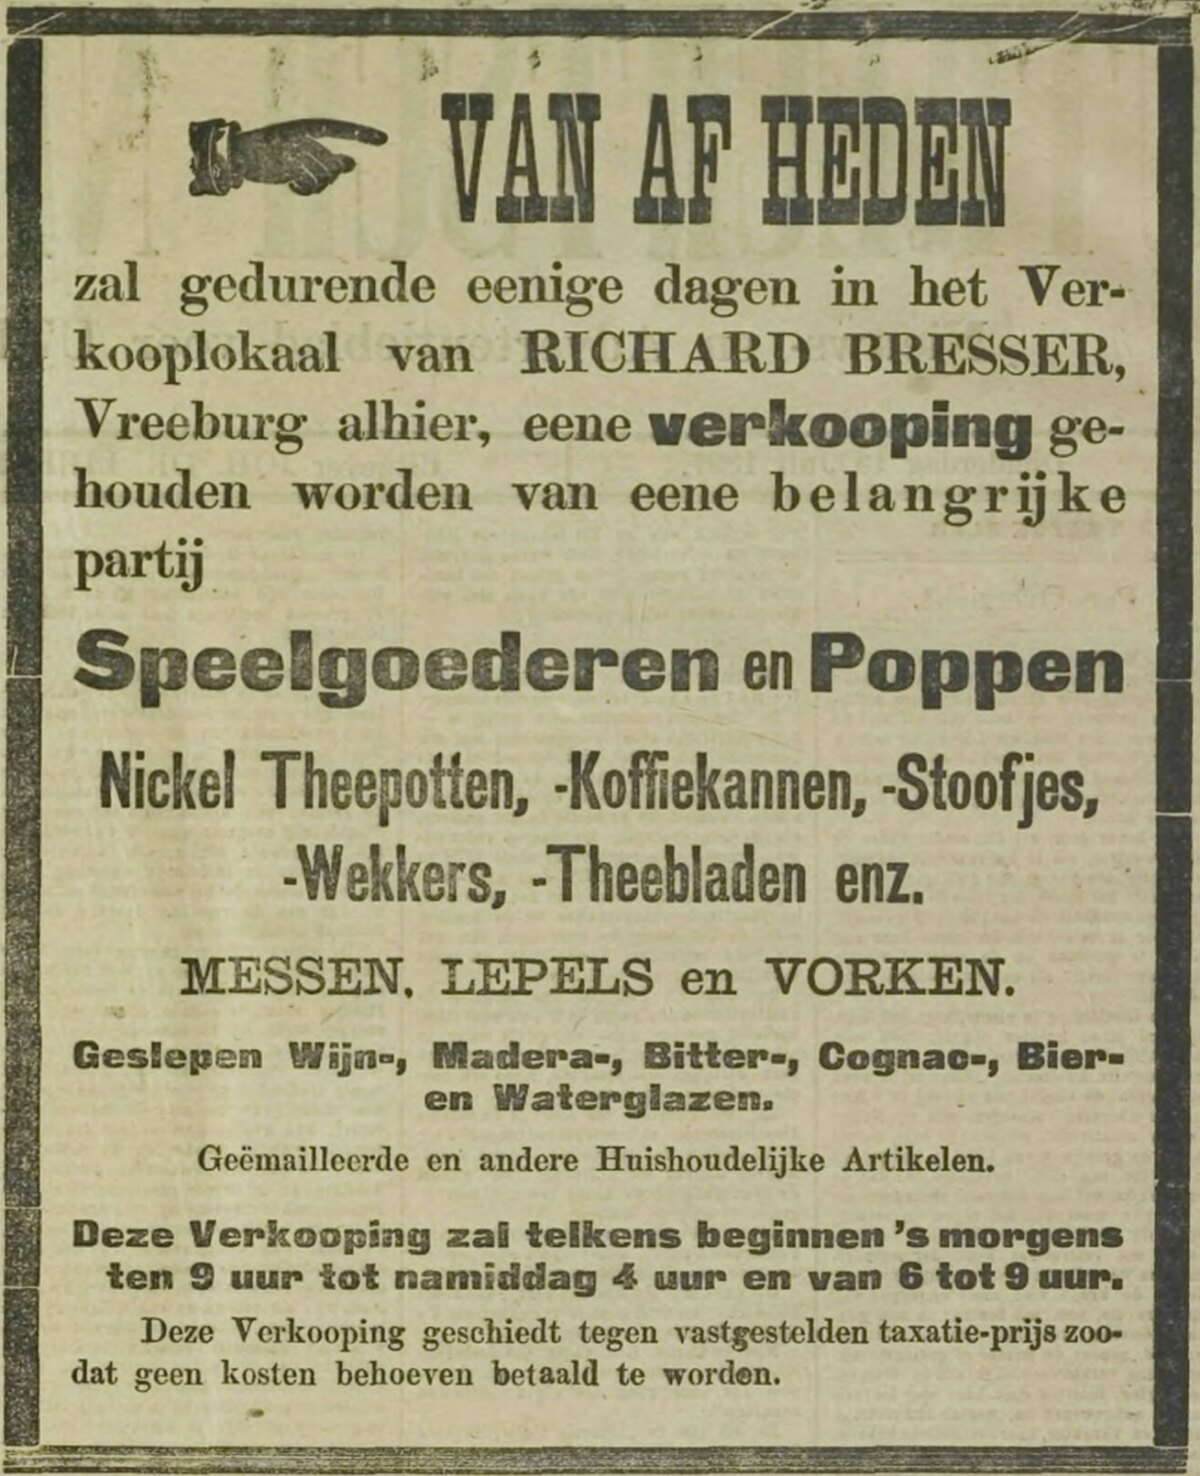 VAN AF HEDEN
zal gedurende eenige dagen in het Ver-
kooplokaal van RICHARD BRESSER,
Vreeburg alhier, eene verkooping ge-
houden worden van eene belangrijke
partij
Speelgoederen en Poppen
Nickel Theepotten, -Koffiekannen, -Stoofjes,
-Wekkers, -Theebladen enz.
MESSEN, LEPELS en VORKEN.
Geslepen Wijn-, Madera-, Bitter-, Cognac-, Bier-
en Waterglazen.
Geëmailleerde en andere Huishoudelijke Artikelen.
Deze Verkooping zal telkens beginnen 's morgens
ten 9 uur tot namiddag 4 uur en van 6 tot 9 uur.
Deze Verkooping geschiedt tegen vastgestelden taxatie-prijs zoo-
dat geen kosten behoeven betaald te worden.